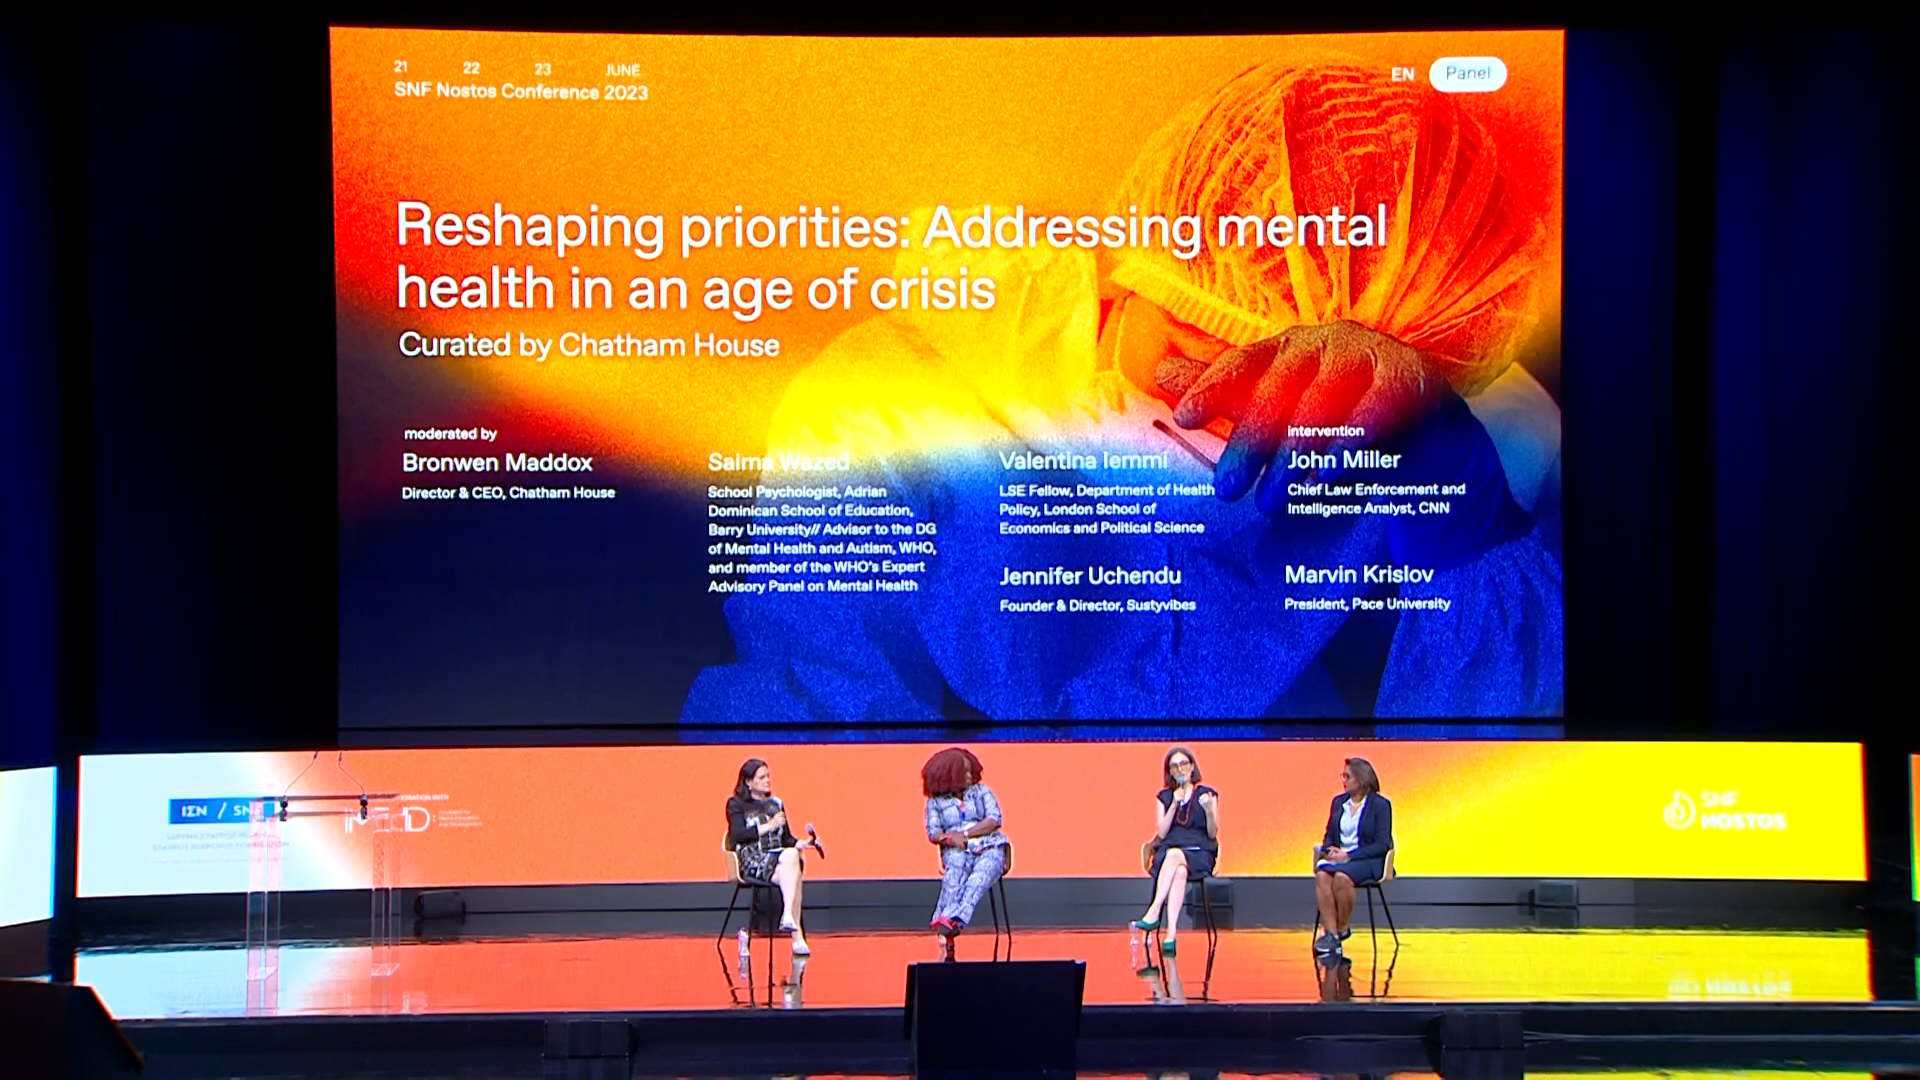 21 22 23 JUNE
SNF Nostos Conference 2023
EN Panel
Reshaping priorities: Addressing mental
health in an age of crisis
Curated by Chatham House
moderated by
Bronwen Maddox
Director & CEO, Chatham House
Saima Wazed
School Psychologist, Adrian
Dominican School of Education,
Barry University// Advisor to the DG
of Mental Health and Autism, WHO,
and member of the WHO's Expert
Advisory Panel on Mental Health
Valentina Iemmi
LSE Fellow, Department of Health
Policy, London School of
Economics and Political Science
Jennifer Uchendu
Founder & Director, Sustyvibes
intervention
John Miller
Chief Law Enforcement and
Intelligence Analyst, CNN
Marvin Krislov
President, Pace University
ΙΣΝ / SNF
SNF
NOSTOS